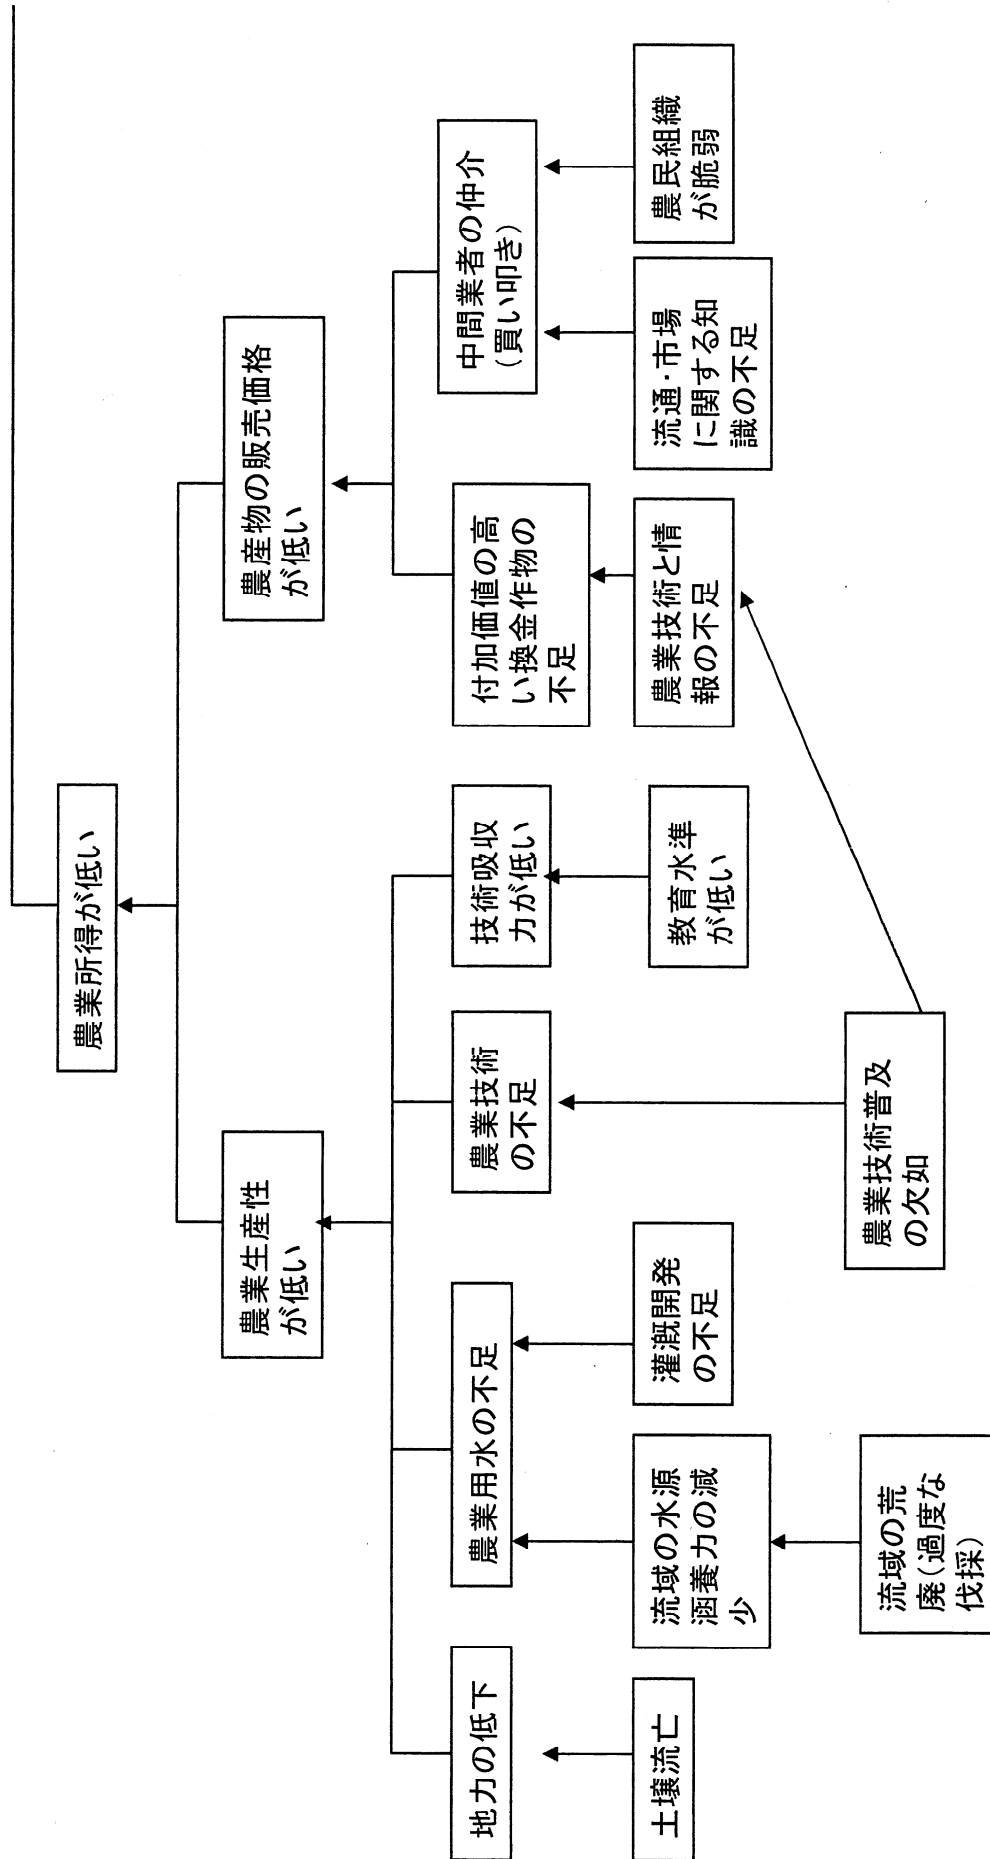 農業所得が低い
農業生産性
が低い
農産物の販売価格
が低い
地力の低下
農業用水の不足
農業技術
の不足
技術吸収
力が低い
付加価値の高
い換金作物の
不足
中間業者の仲介
(買い叩き)
土壌流亡
流域の水源
涵養力の減
少
灌漑開発
の不足
教育水準
が低い
農業技術と情
報の不足
流通・市場
に関する知
識の不足
農民組織
が脆弱
流域の荒
廃(過度な
伐採)
農業技術普及
の欠如